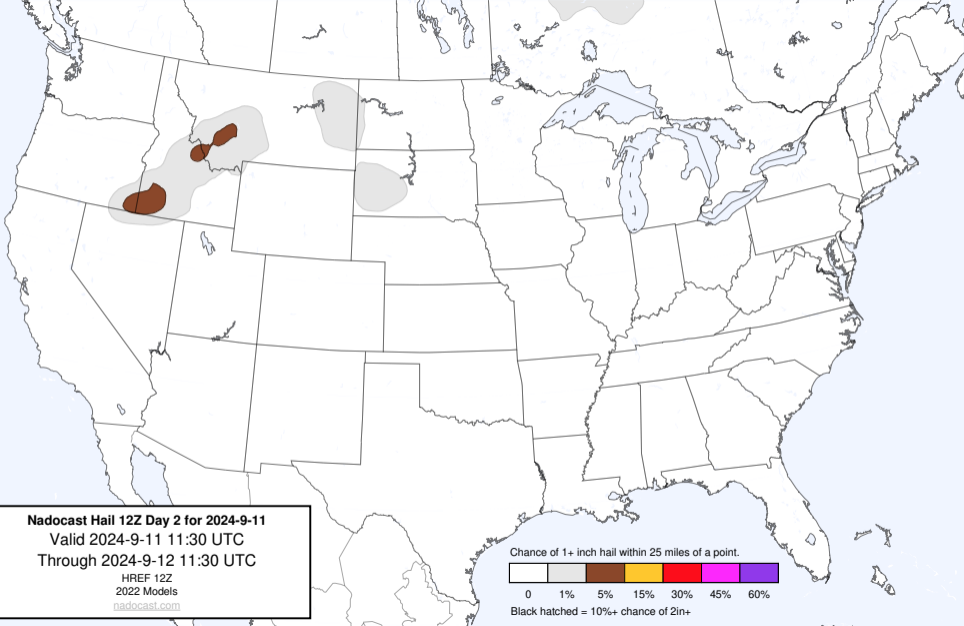 Nadocast Hail 12Z Day 2 for 2024-9-11
Valid 2024-9-11 11:30 UTC
Through 2024-9-12 11:30 UTC
HREF 12Z
2022 Models
nadocast.com
Chance of 1+ inch hail within 25 miles of a point.
0 1% 5% 15% 30% 45% 60%
Black hatched = 10%+ chance of 2in+